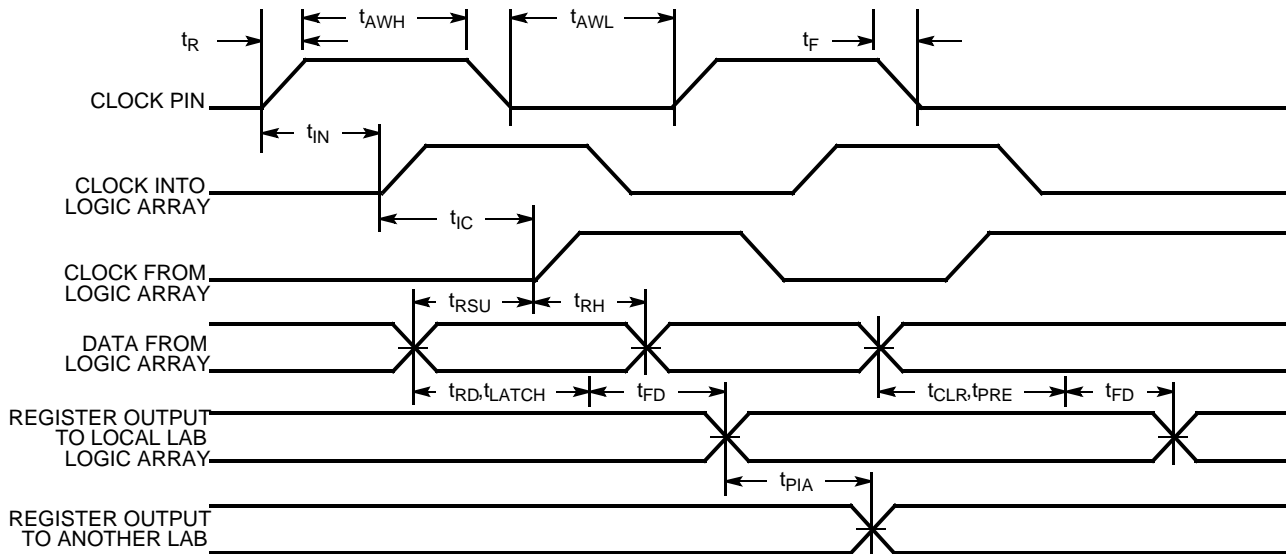 tAWH
tAWL
tR
tF
CLOCK PIN
tIN
CLOCK INTO
LOGIC ARRAY
tIC
CLOCK FROM
LOGIC ARRAY
tRSU
tRH
DATA FROM
LOGIC ARRAY
tRD,tLATCH
tFD
tCLR,tPRE
tFD
REGISTER OUTPUT
TO LOCAL LAB
LOGIC ARRAY
tPIA
REGISTER OUTPUT
TO ANOTHER LAB